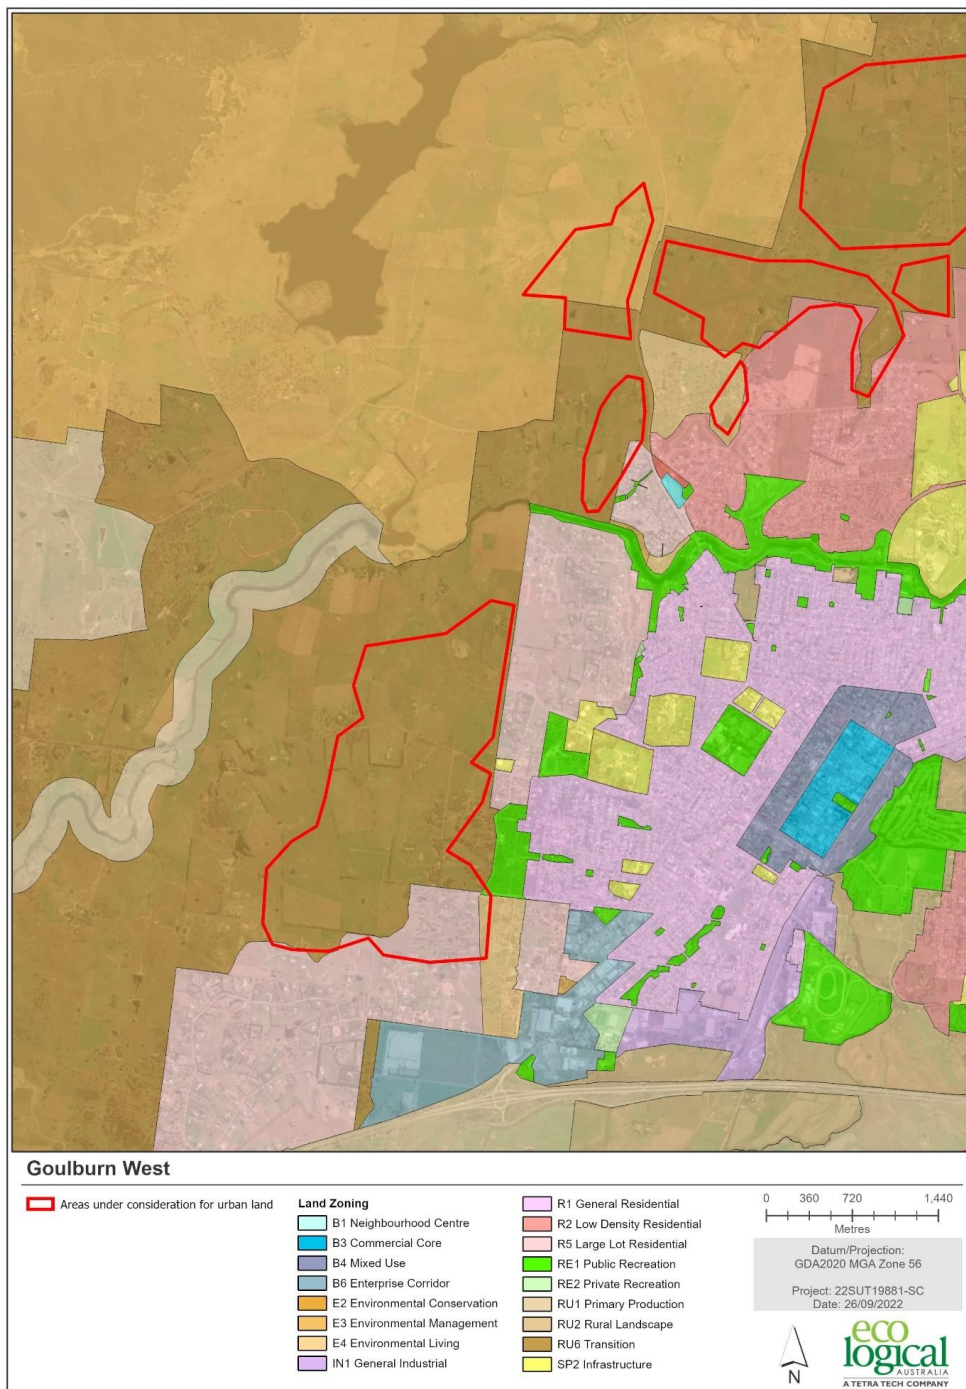 Goulburn West
Areas under consideration for urban land
Land Zoning
B1 Neighbourhood Centre
B3 Commercial Core
B4 Mixed Use
B6 Enterprise Corridor
E2 Environmental Conservation
E3 Environmental Management
E4 Environmental Living
IN1 General Industrial
R1 General Residential
R2 Low Density Residential
R5 Large Lot Residential
RE1 Public Recreation
RE2 Private Recreation
RU1 Primary Production
RU2 Rural Landscape
RU6 Transition
SP2 Infrastructure
0 360 720 1,440
Metres
Datum/Projection:
GDA2020 MGA Zone 56
Project: 22SUT19881-SC
Date: 26/09/2022
N
eco
logical
AUSTRALIA
A TETRA TECH COMPANY